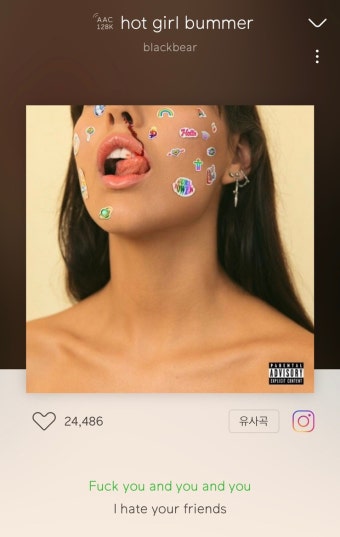 AAC
128K
hot girl bummer
blackbear
Hella
PARENTAL
ADVISORY
EXPLICIT CONTENT
24,486
유사곡
Fuck you and you and you
I hate your friends